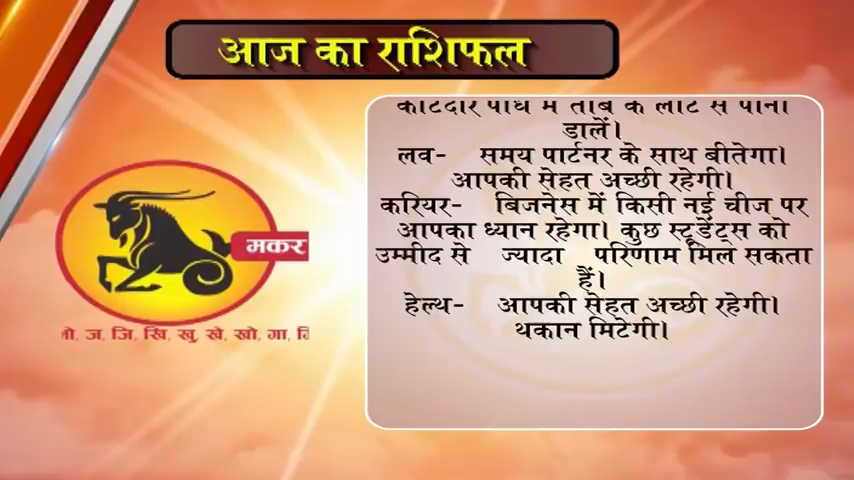 आज का राशिफल
कांटेदार पौधे में तांबे के लोटे से पानी
डालें।
लव- समय पार्टनर के साथ बीतेगा।
आपकी सेहत अच्छी रहेगी।
करियर- बिजनेस में किसी नई चीज पर
आपका ध्यान रहेगा। कुछ स्टूडेंट्स को
उम्मीद से ज्यादा परिणाम मिल सकता
हैं।
हेल्थ- आपकी सेहत अच्छी रहेगी।
थकान मिटेगी।
मकर
ज, जि, खि, खु, खे, खो, गा,